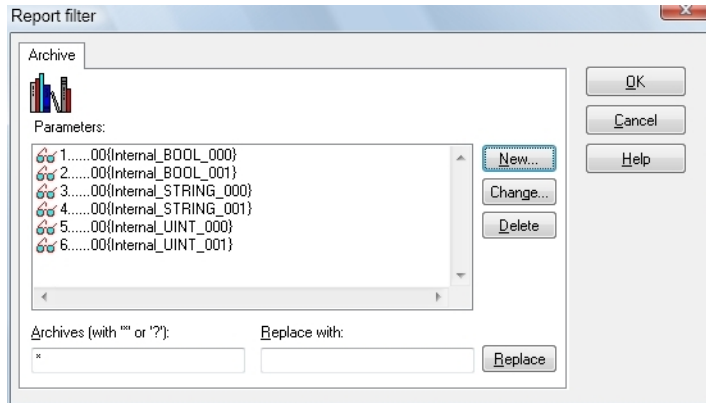 Report filter
Archive
OK
Parameters:
Cancel
1......00{Internal_BOOL_000}
New...
Help
2......00{Internal_BOOL_001}
3......00{Internal_STRING_000}
Change...
4......00{Internal_STRING_001}
5......00{Internal_UINT_000}
Delete
6......00{Internal_UINT_001}
Archives (with '*' or '?'):
Replace with:
*
Replace